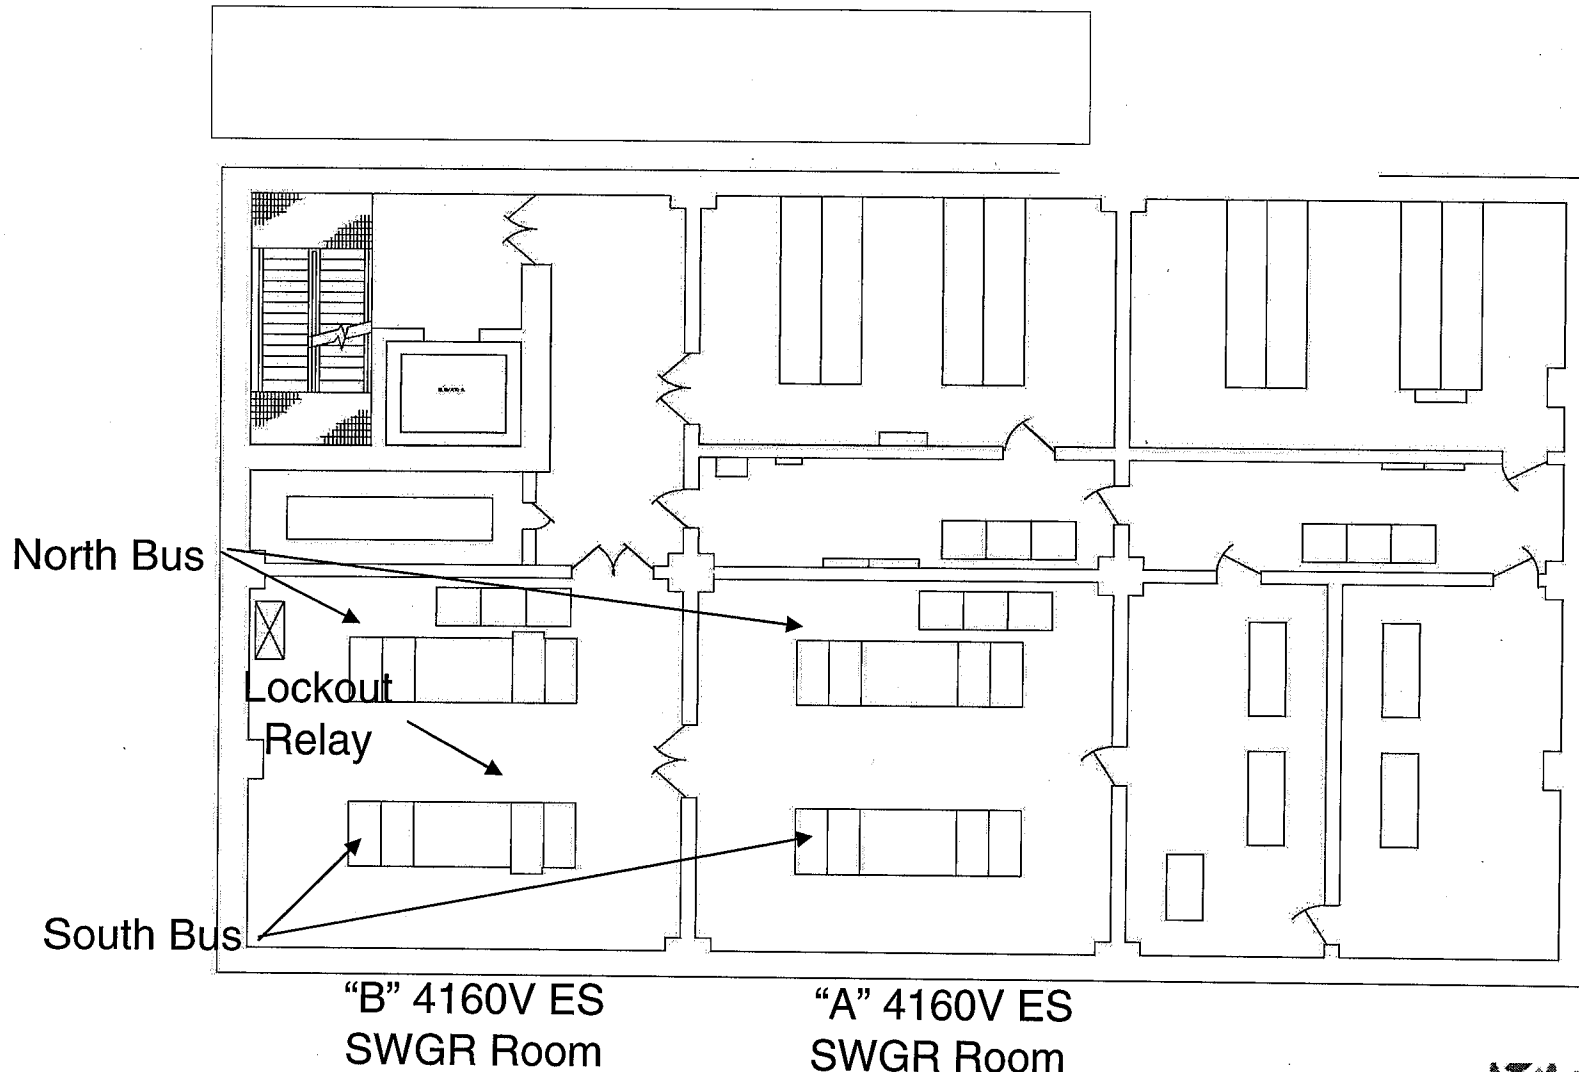 North Bus
Lockout
Relay
South Bus
“B” 4160V ES
SWGR Room
“A” 4160V ES
SWGR Room